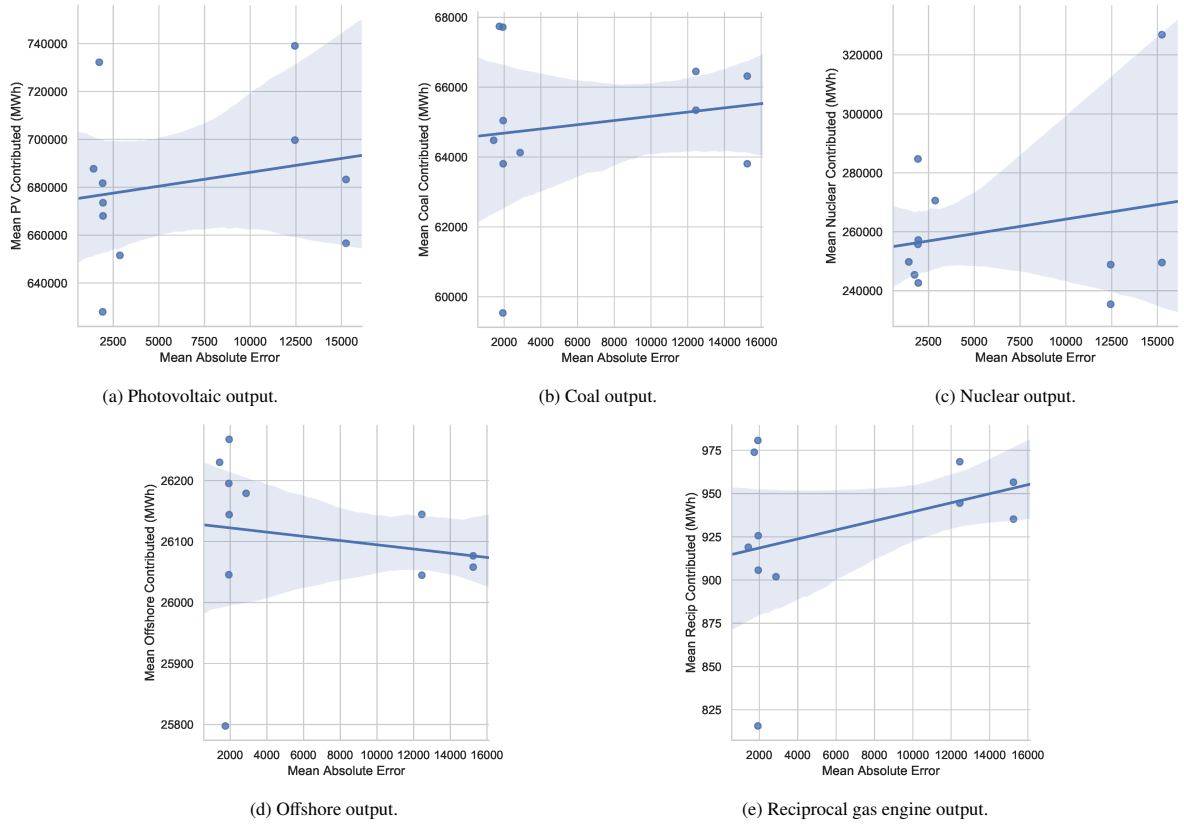 Mean PV Contributed (MWh)
740000
720000
700000
680000
660000
640000
2500 5000 7500 10000 12500 15000
Mean Absolute Error
(a) Photovoltaic output.
Mean Coal Contributed (MWh)
68000
66000
64000
62000
60000
2000 4000 6000 8000 10000 12000 14000 16000
Mean Absolute Error
(b) Coal output.
Mean Nuclear Contributed (MWh)
320000
300000
280000
260000
240000
2500 5000 7500 10000 12500 15000
Mean Absolute Error
(c) Nuclear output.
Mean Offshore Contributed (MWh)
26200
26100
26000
25900
25800
2000 4000 6000 8000 10000 12000 14000 16000
Mean Absolute Error
(d) Offshore output.
Mean Recip Contributed (MWh)
975
950
925
900
875
850
825
2000 4000 6000 8000 10000 12000 14000 16000
Mean Absolute Error
(e) Reciprocal gas engine output.